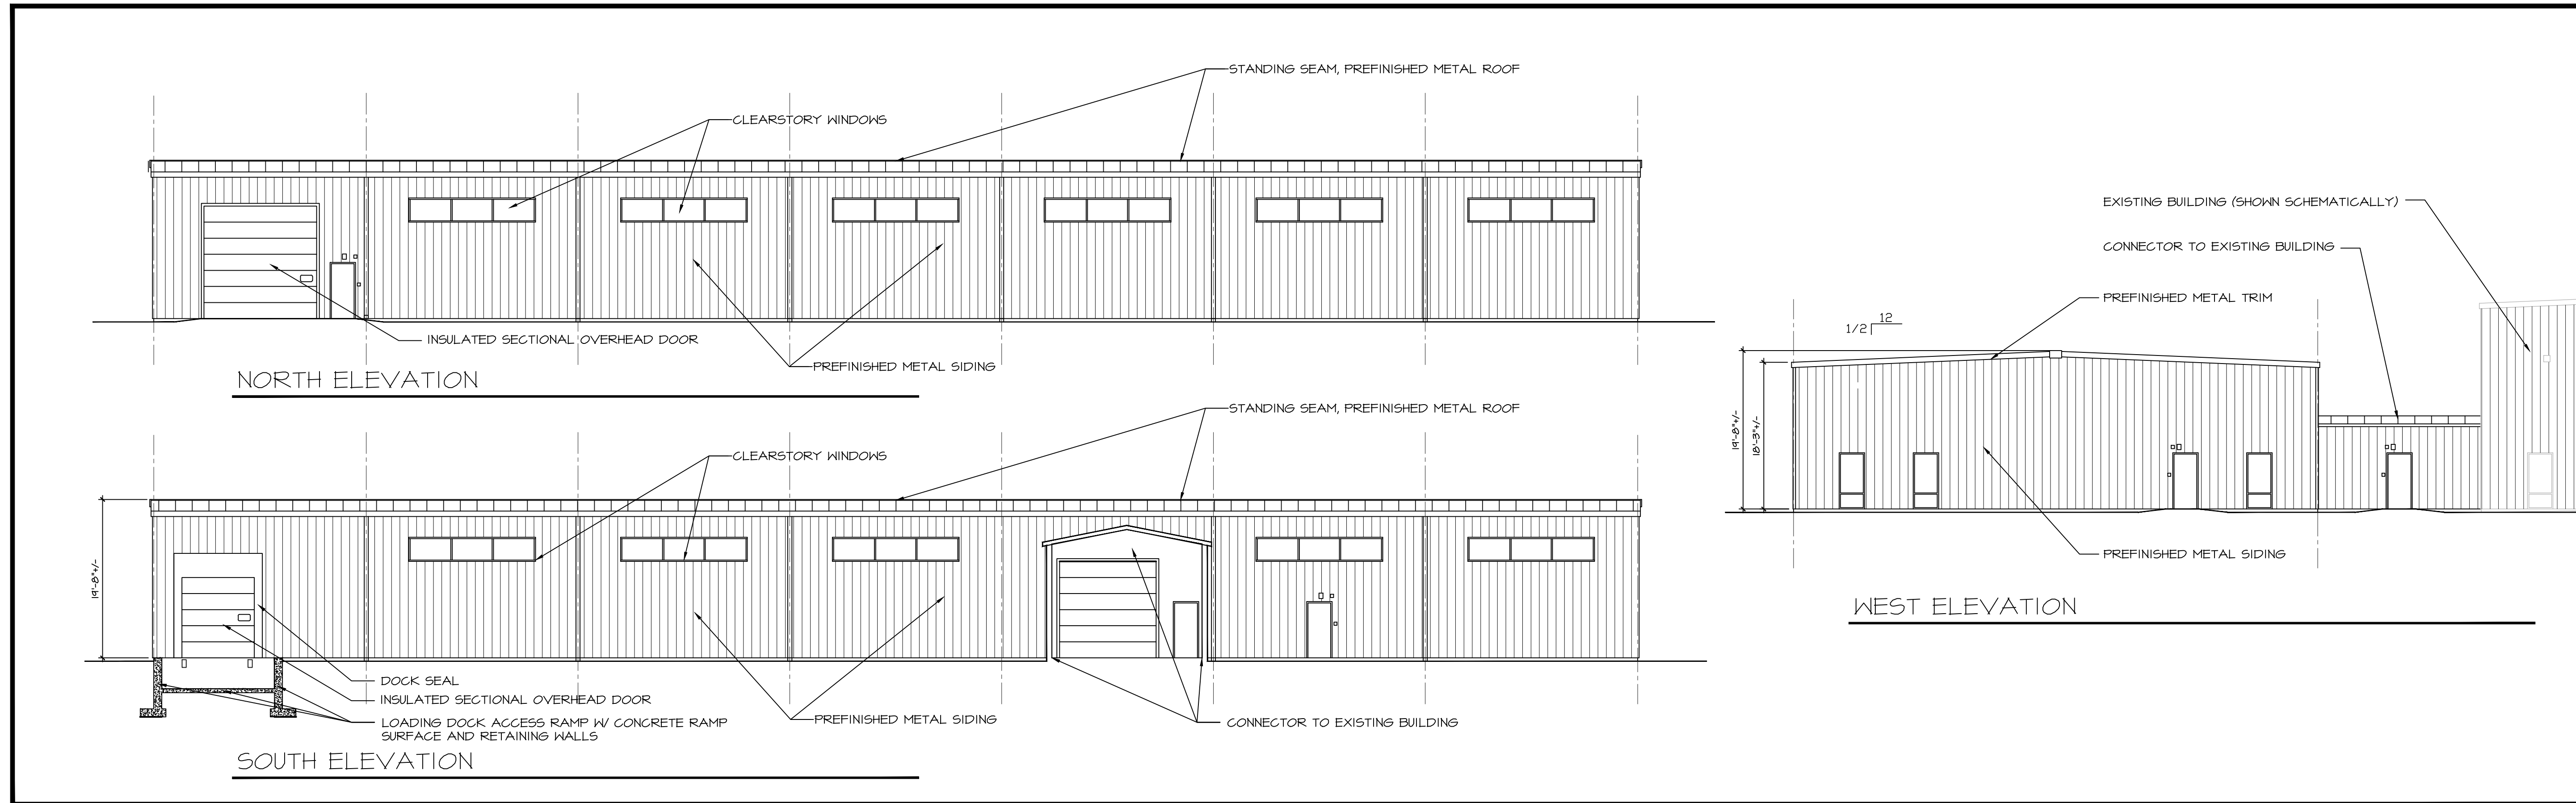 STANDING SEAM, PREFINISHED METAL ROOF
CLEARSTORY WINDOWS
INSULATED SECTIONAL OVERHEAD DOOR
PREFINISHED METAL SIDING
NORTH ELEVATION
STANDING SEAM, PREFINISHED METAL ROOF
CLEARSTORY WINDOWS
19'-8"+/-
DOCK SEAL
INSULATED SECTIONAL OVERHEAD DOOR
LOADING DOCK ACCESS RAMP W/ CONCRETE RAMP
SURFACE AND RETAINING WALLS
PREFINISHED METAL SIDING
CONNECTOR TO EXISTING BUILDING
SOUTH ELEVATION
EXISTING BUILDING (SHOWN SCHEMATICALLY)
CONNECTOR TO EXISTING BUILDING
PREFINISHED METAL TRIM
12
1/2
19'-8"+/-
18'-3"+/-
PREFINISHED METAL SIDING
WEST ELEVATION